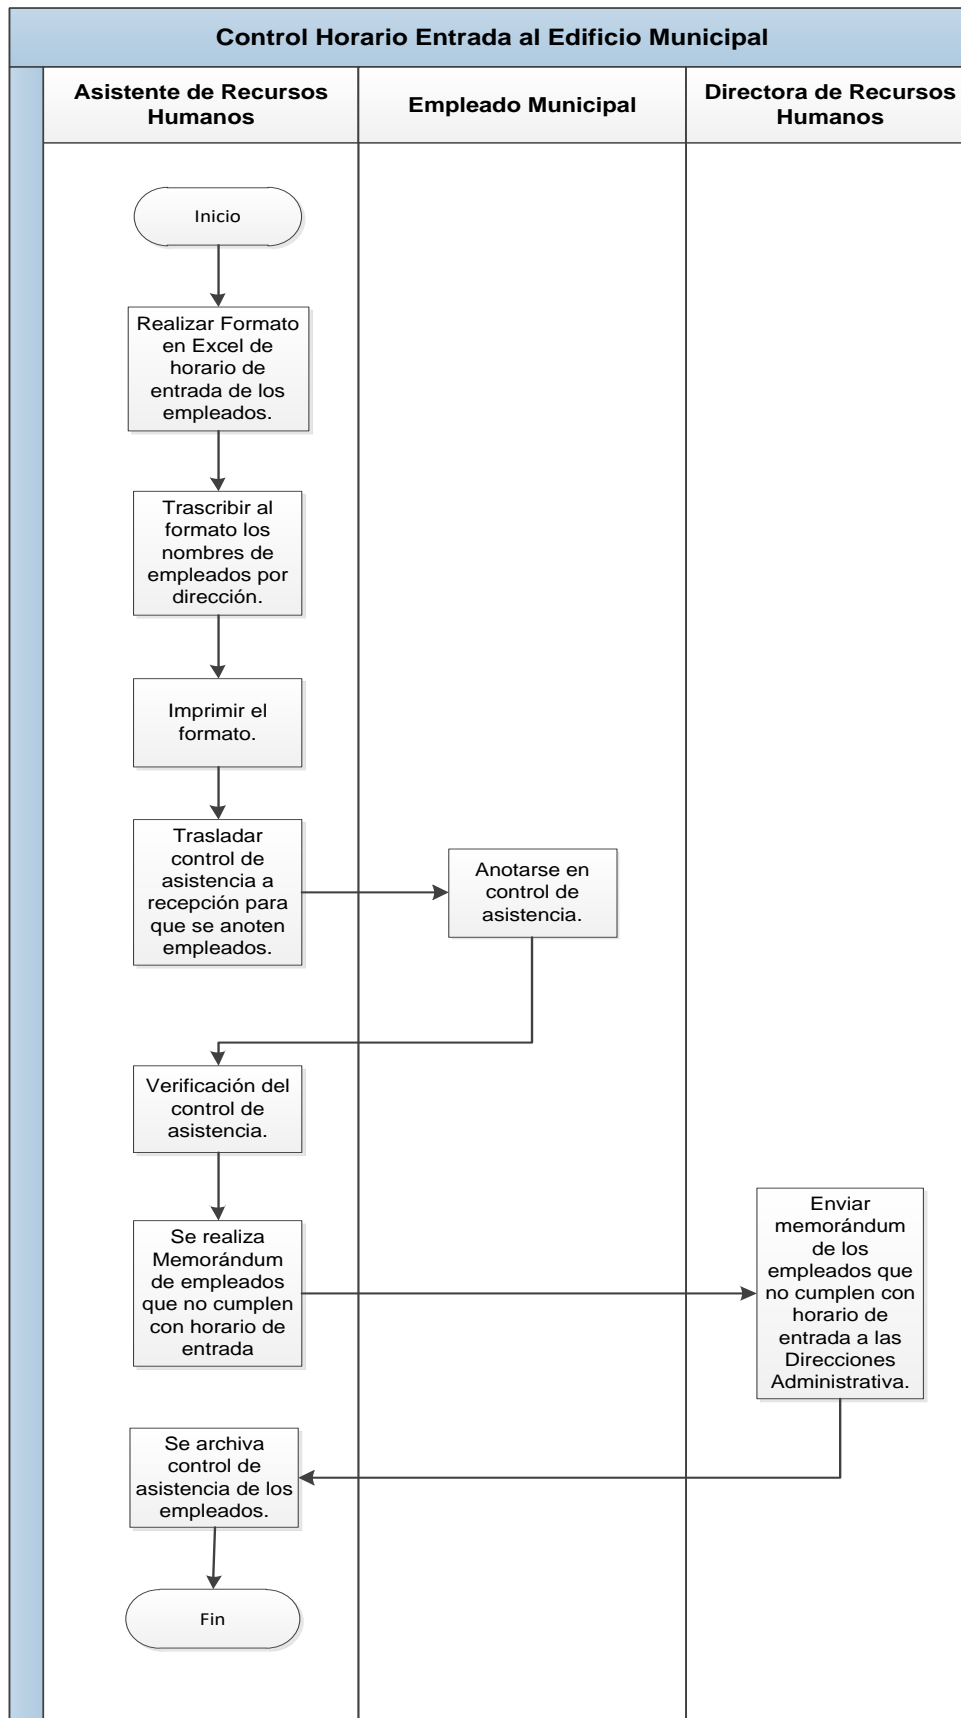 Control Horario Entrada al Edificio Municipal
Asistente de Recursos
Humanos
Empleado Municipal
Directora de Recursos
Humanos
Inicio
Realizar Formato
en Excel de
horario de
entrada de los
empleados.
Trascribir al
formato los
nombres de
empleados por
dirección.
Imprimir el
formato.
Trasladar
control de
asistencia a
recepción para
que se anoten
empleados.
Anotarse en
control de
asistencia.
Verificación del
control de
asistencia.
Se realiza
Memorándum
de empleados
que no cumplen
con horario de
entrada
Enviar
memorándum
de los
empleados que
no cumplen con
horario de
entrada a las
Direcciones
Administrativa.
Se archiva
control de
asistencia de los
empleados.
Fin